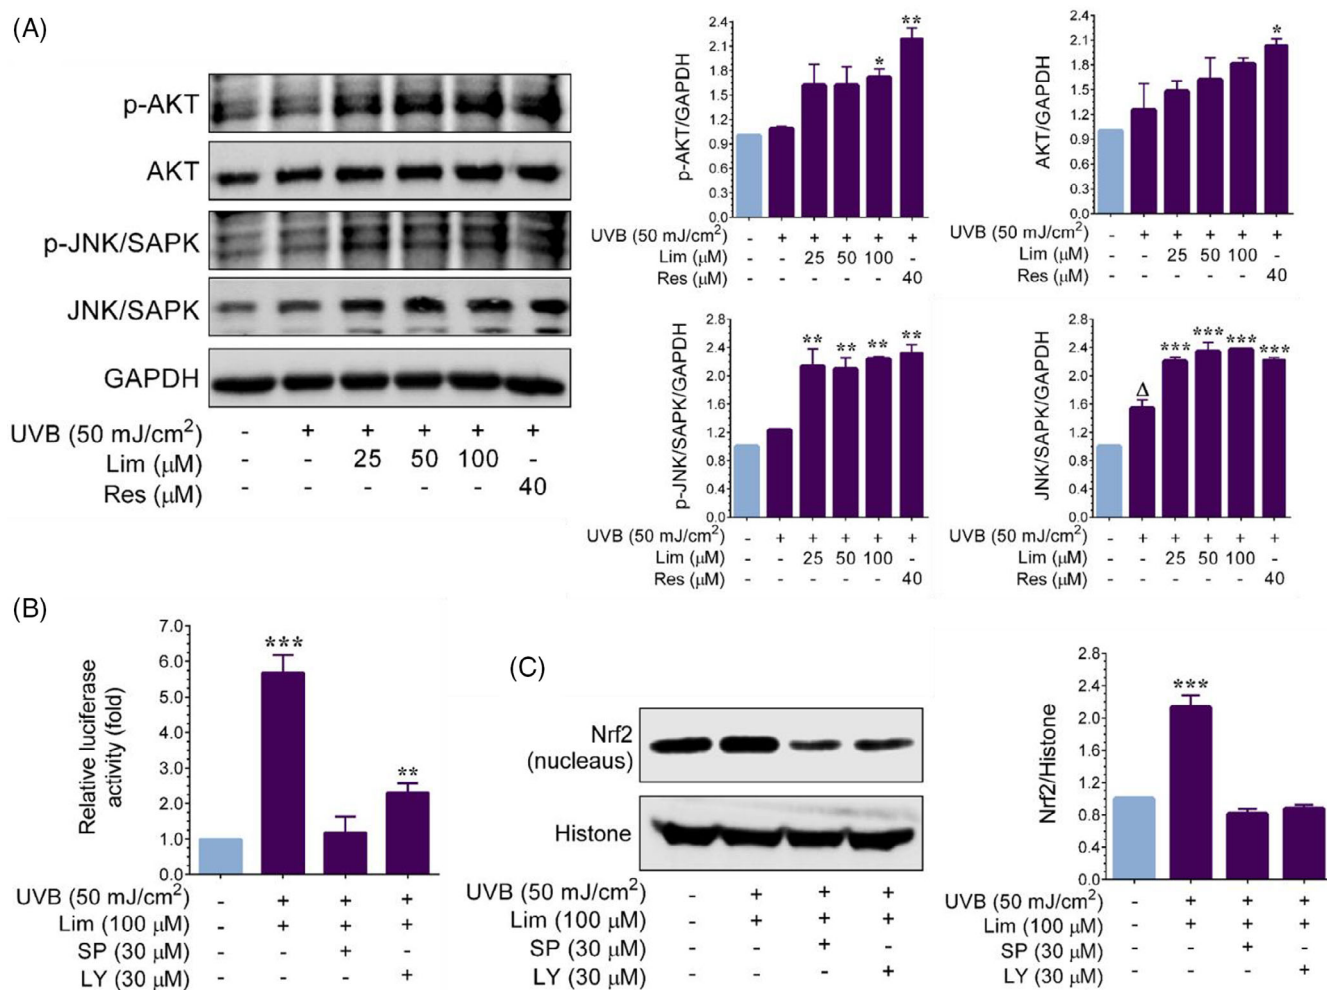 (A)
p-AKT
AKT
p-JNK/SAPK
JNK/SAPK
GAPDH
UVB (50 mJ/cm²) - + + + + +
Lim (μM) - - 25 50 100 -
Res (μM) - - - - - 40
p-AKT/GAPDH
2.4
2.1
1.8
1.5
1.2
0.9
0.6
0.3
0.0
* **
UVB (50 mJ/cm²) - + + + + +
Lim (μM) - - 25 50 100 -
Res (μM) - - - - - 40
AKT/GAPDH
2.4
2.1
1.8
1.5
1.2
0.9
0.6
0.3
0.0
*
UVB (50 mJ/cm²) - + + + + +
Lim (μM) - - 25 50 100 -
Res (μM) - - - - - 40
p-JNK/SAPK/GAPDH
2.8
2.4
2.0
1.6
1.2
0.8
0.4
0.0
** ** ** **
UVB (50 mJ/cm²) - + + + + +
Lim (μM) - - 25 50 100 -
Res (μM) - - - - - 40
JNK/SAPK/GAPDH
2.8
2.4
2.0
1.6
1.2
0.8
0.4
0.0
Δ *** *** *** ***
UVB (50 mJ/cm²) - + + + + +
Lim (μM) - - 25 50 100 -
Res (μM) - - - - - 40
(B)
Relative luciferase
activity (fold)
7.0
6.0
5.0
4.0
3.0
2.0
1.0
0.0
*** **
UVB (50 mJ/cm²) - + + +
Lim (100 μM) - + + +
SP (30 μM) - - + -
LY (30 μM) - - - +
(C)
Nrf2
(nucleaus)
Histone
UVB (50 mJ/cm²) - + + +
Lim (100 μM) - + + +
SP (30 μM) - - + -
LY (30 μM) - - - +
Nrf2/Histone
2.8
2.4
2.0
1.6
1.2
0.8
0.4
0.0
***
UVB (50 mJ/cm²) - + + +
Lim (100 μM) - + + +
SP (30 μM) - - + -
LY (30 μM) - - - +